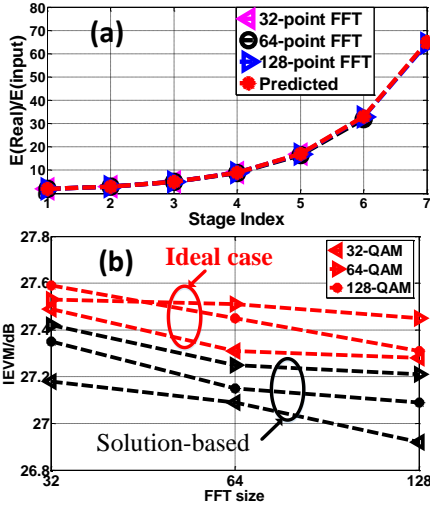 80
70
60
50
40
30
20
10
E(Real)/E(input)
(a)
32-point FFT
64-point FFT
128-point FFT
Predicted
1 2 3 4 5 6 7
Stage Index
27.8
27.6
27.4
27.2
27
26.8
IEVM/dB
(b)
Ideal case
32-QAM
64-QAM
128-QAM
Solution-based
32 64 128
FFT size